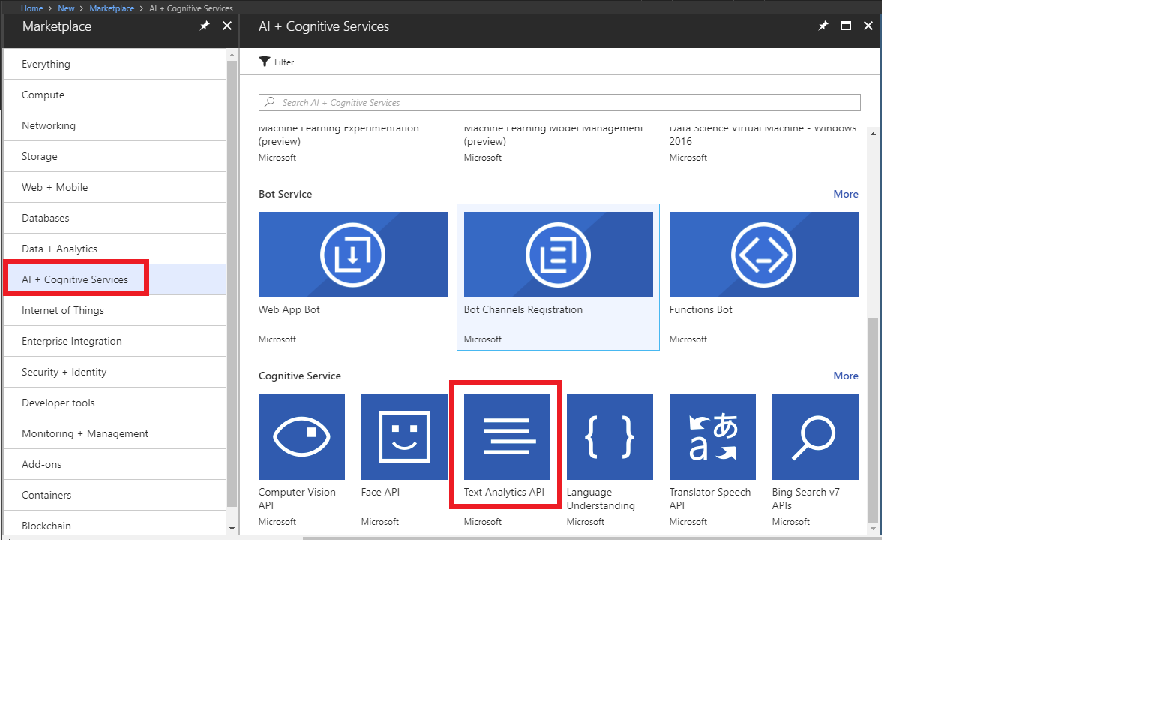 Home > New > Marketplace > AI + Cognitive Services
Marketplace
Everything
Compute
Networking
Storage
Web + Mobile
Databases
Data + Analytics
AI + Cognitive Services
Internet of Things
Enterprise Integration
Security + Identity
Developer tools
Monitoring + Management
Add-ons
Containers
Blockchain
AI + Cognitive Services
Filter
Search AI + Cognitive Services
Machine Learning Experimentation
(preview)
Microsoft
Machine Learning Model Management
(preview)
Microsoft
Data Science Virtual Machine - Windows
2016
Microsoft
Bot Service
More
Web App Bot
Microsoft
Bot Channels Registration
Microsoft
Functions Bot
Microsoft
Cognitive Service
More
Computer Vision
API
Microsoft
Face API
Microsoft
Text Analytics API
Microsoft
{ }
Language
Understanding
Microsoft
あ
a
Translator Speech
API
Microsoft
Bing Search v7
APIs
Microsoft